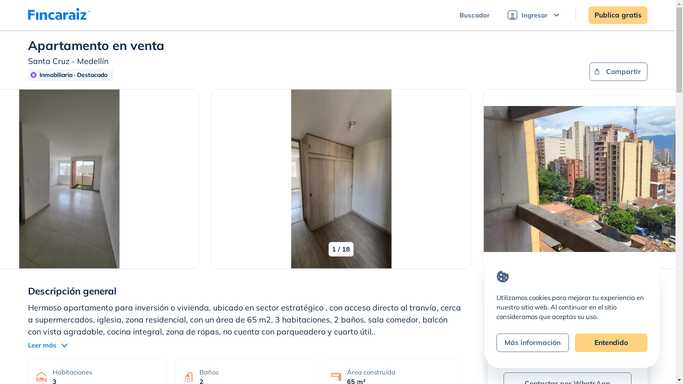 Fincaraiz
Buscador
Ingresar
Publica gratis
Apartamento en venta
Santa Cruz - Medellín
Inmobiliaria · Destacado
Compartir
1 / 18
Descripción general
Hermoso apartamento para inversión o vivienda, ubicado en sector estratégico , con acceso directo al tranvía, cerca
a supermercados, iglesia, zona residencial, con un área de 65 m2, 3 habitaciones, 2 baños, sala comedor, balcón
con vista agradable, cocina integral, zona de ropas, no cuenta con parqueadero y cuarto útil..
Leer más
Habitaciones
3
Baños
2
Área construida
65 m²
Utilizamos cookies para mejorar tu experiencia en
nuestro sitio web. Al continuar en el sitio
consideramos que aceptas su uso.
Más información
Entendido
Contactar por WhatsApp